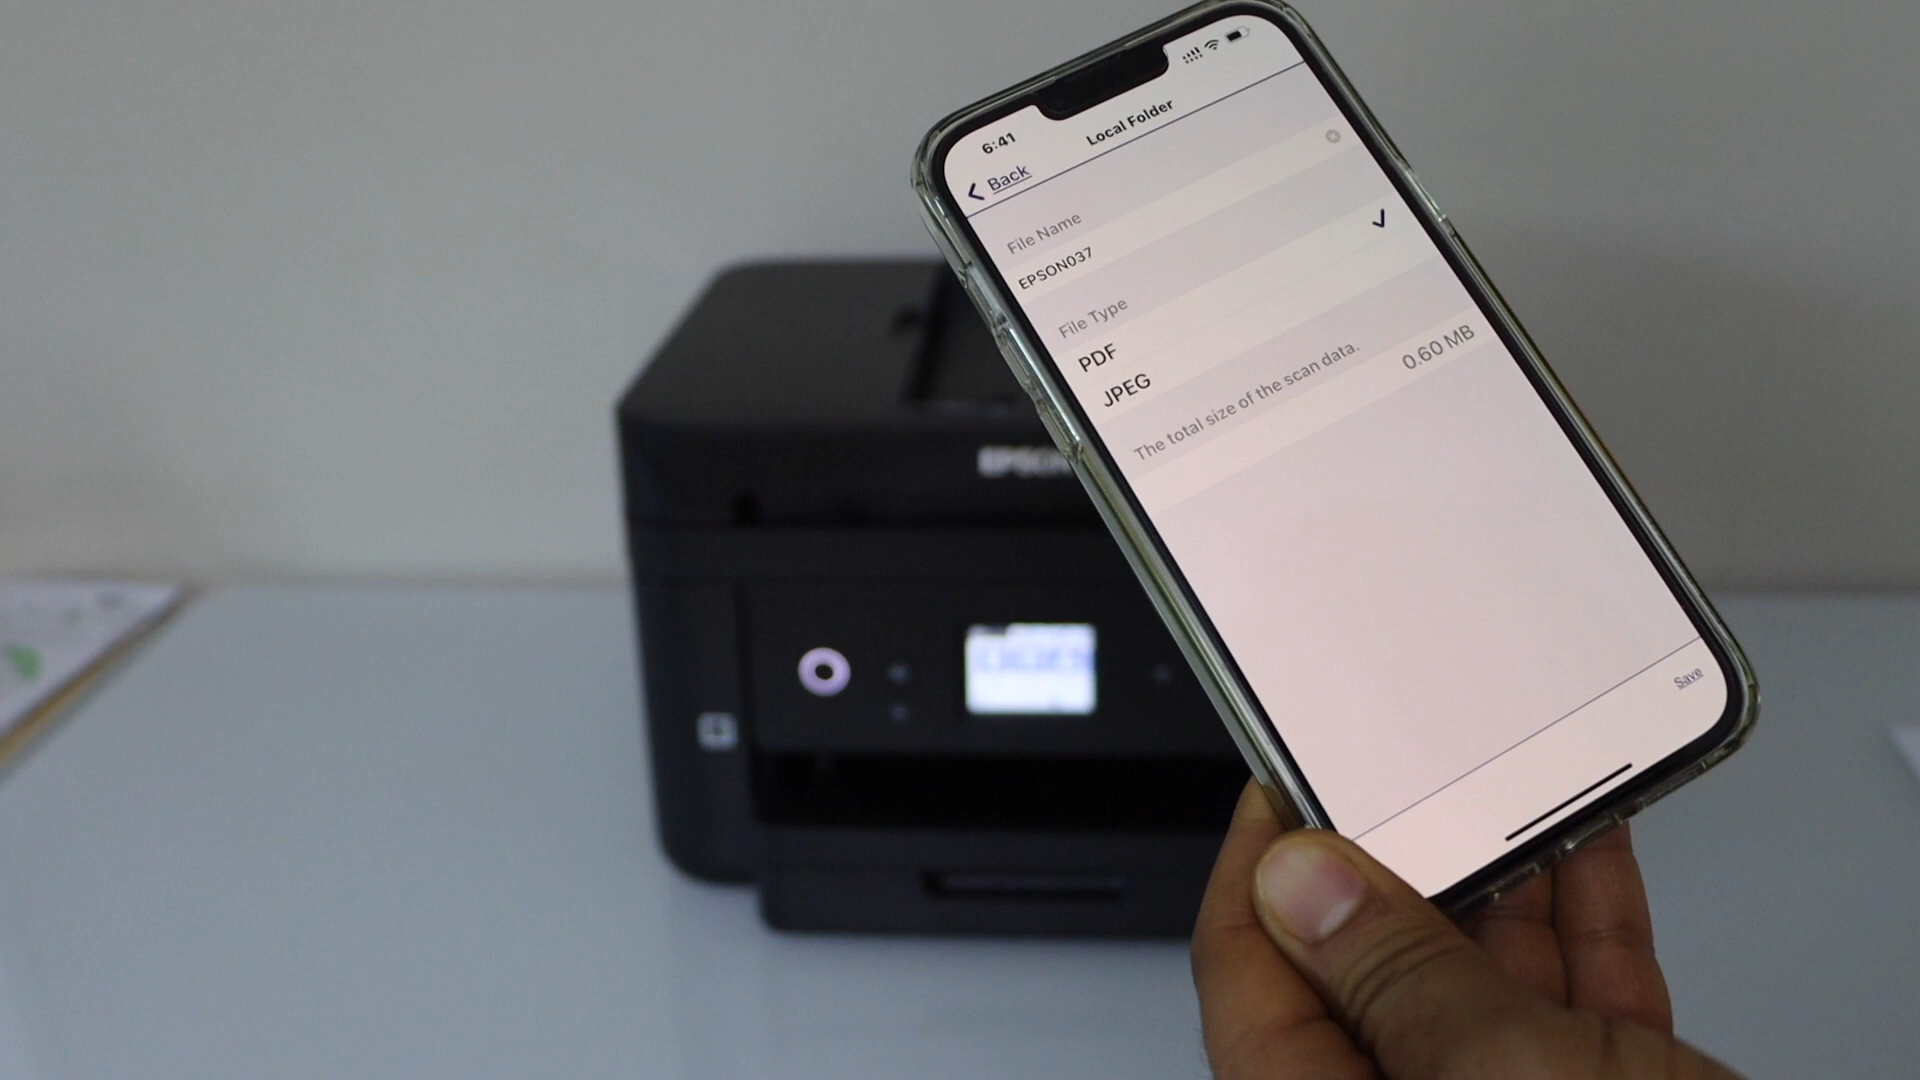 6:41
Local Folder
Back
File Name
EPSON037
File Type
PDF
JPEG
The total size of the scan data.
0.60 MB
Save
EPSON